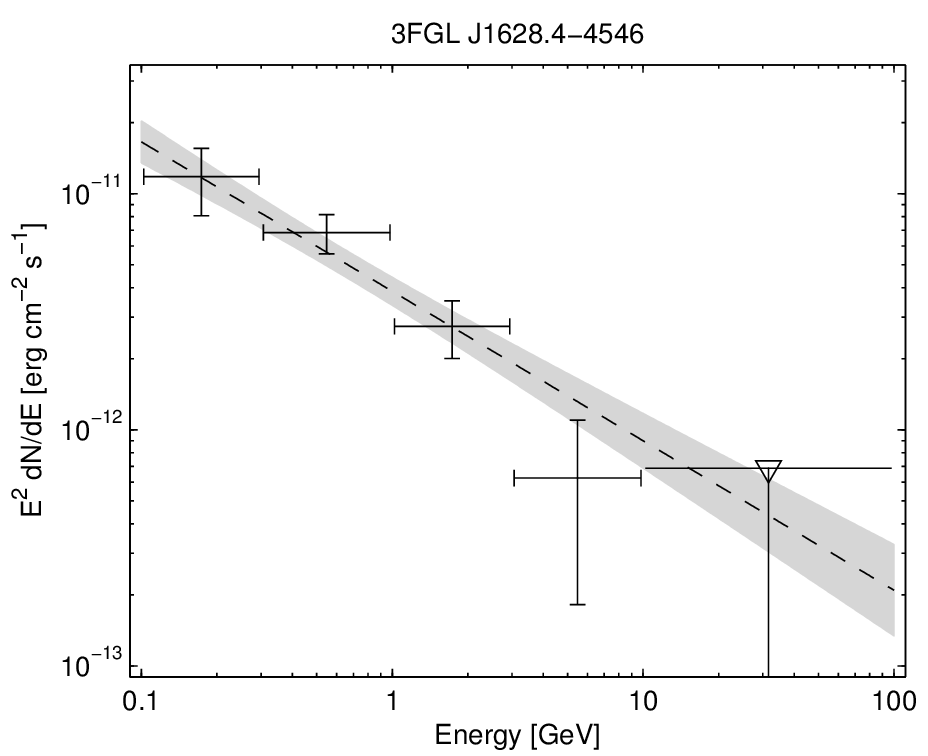 3FGL J1628.4−4546
E² dN/dE [erg cm⁻² s⁻¹]
10⁻¹¹
10⁻¹²
10⁻¹³
0.1 1 10 100
Energy [GeV]